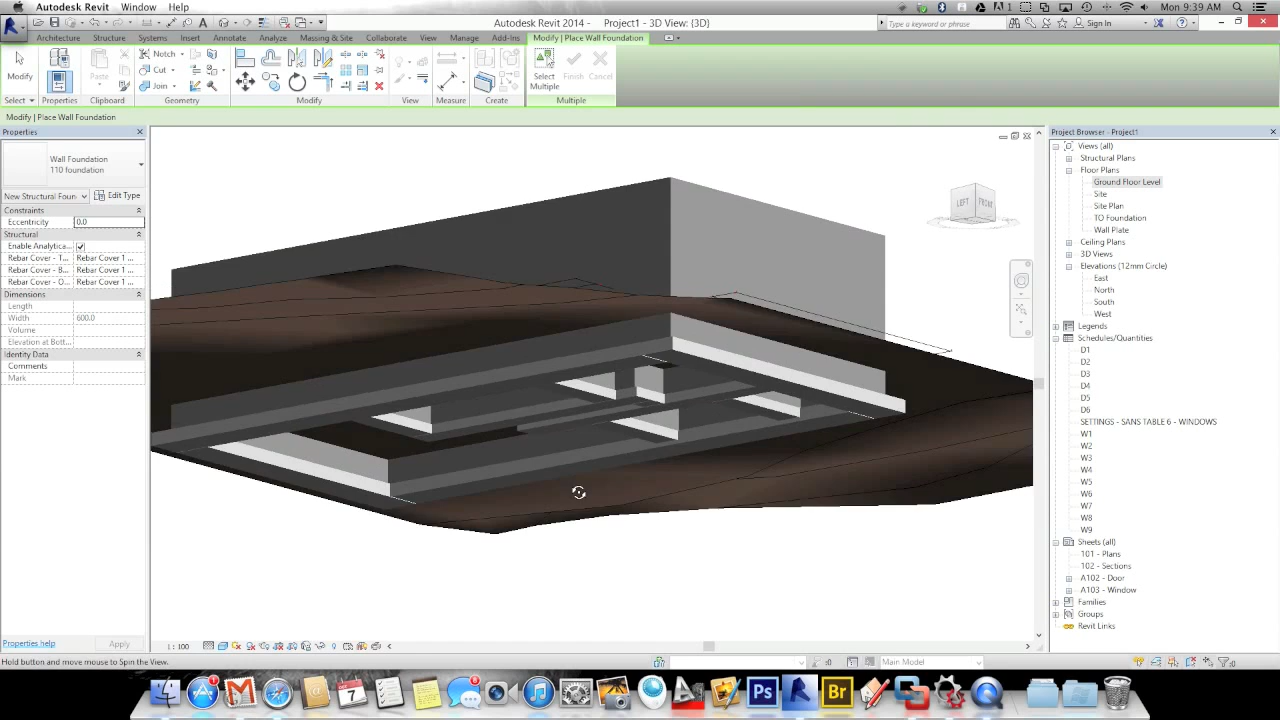 Window Help
Mon 9:39 AM
Autodesk Revit 2014 - Project1 - 3D View: {3D}
Type a keyword or phrase
Sign In
Architecture Structure Systems Insert Annotate Analyze Massing & Site Collaborate View Manage Add-Ins Modify | Place Wall Foundation
Modify
Paste
Notch
Cut
Join
Select Multiple
Finish
Cancel
Select Properties Clipboard Geometry Modify View Measure Create Multiple
Modify | Place Wall Foundation
Properties
Wall Foundation
110 foundation
New Structural Foun
Edit Type
Constraints
Eccentricity 0.0
Structural
Enable Analytica...
Rebar Cover - T... Rebar Cover 1 ...
Rebar Cover - B... Rebar Cover 1 ...
Rebar Cover - O... Rebar Cover 1 ...
Dimensions
Length
Width 600.0
Volume
Elevation at Bott...
Identity Data
Comments
Mark
Properties help
Apply
LEFT FRONT
Project Browser - Project1
Views (all)
Structural Plans
Floor Plans
Ground Floor Level
Site
Site Plan
TO Foundation
Wall Plate
Ceiling Plans
3D Views
Elevations (12mm Circle)
East
North
South
West
Legends
Schedules/Quantities
D1
D2
D3
D4
D5
D6
SETTINGS - SANS TABLE 6 - WINDOWS
W1
W2
W3
W4
W5
W6
W7
W8
W9
Sheets (all)
101 - Plans
102 - Sections
A102 - Door
A103 - Window
Families
Groups
Revit Links
1 : 100
Hold button and move mouse to Spin the View.
:0
Main Model
:0
7
Ps
Br